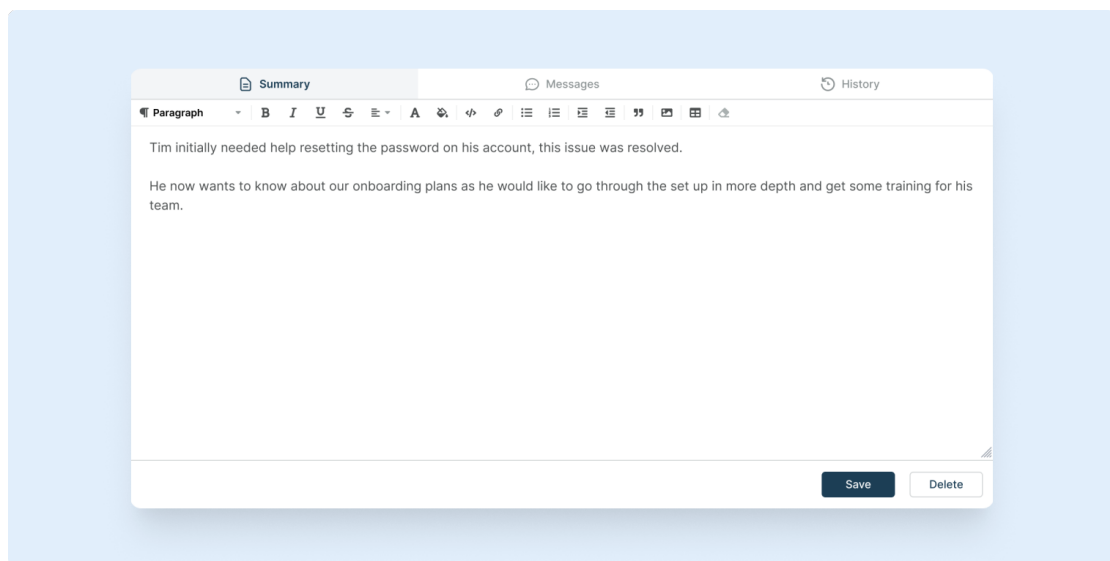 Summary
Messages
History
Paragraph
Tim initially needed help resetting the password on his account, this issue was resolved.
He now wants to know about our onboarding plans as he would like to go through the set up in more depth and get some training for his
team.
Save
Delete